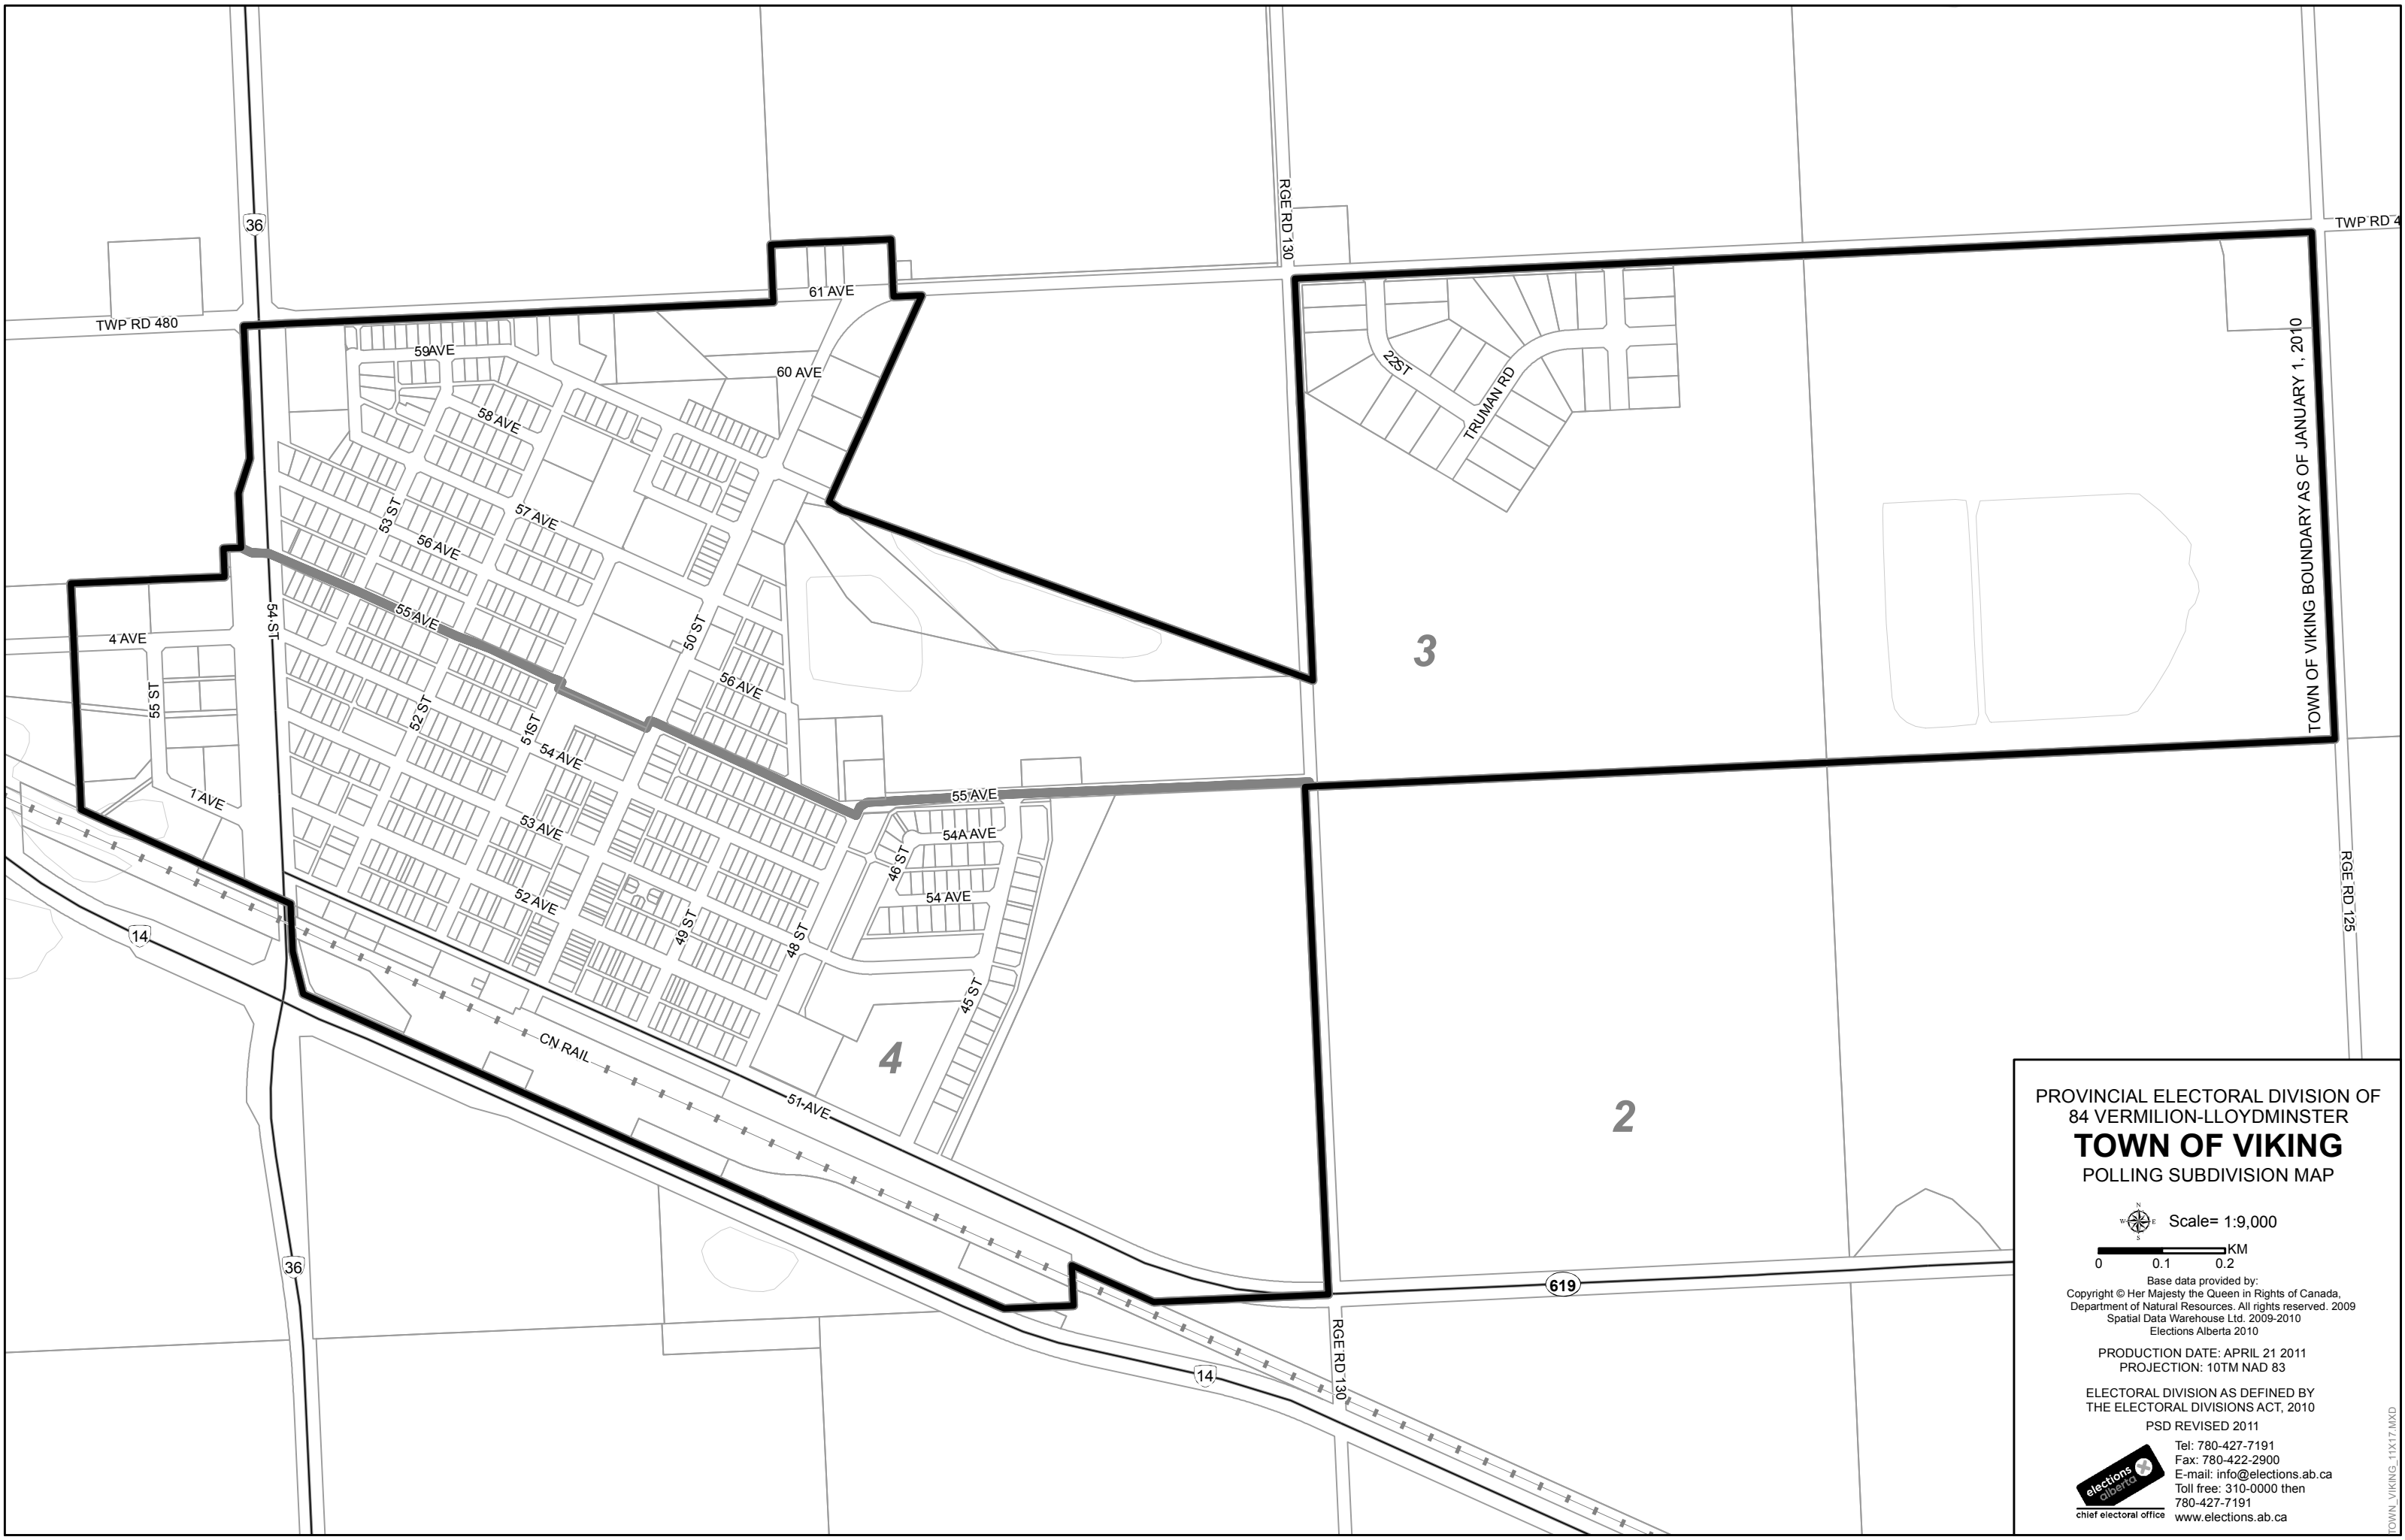 36
RGE RD 130
TWP RD 4
61 AVE
TWP RD 480
59AVE
60 AVE
22ST
TRUMAN RD
58 AVE
TOWN OF VIKING BOUNDARY AS OF JANUARY 1, 2010
53 ST
57 AVE
56 AVE
55 AVE
54 ST
50 ST
3
4 AVE
56 AVE
55 ST
52 ST
51ST
54 AVE
1 AVE
55 AVE
53 AVE
54A AVE
46 ST
54 AVE
52 AVE
RGE RD 125
49 ST
48 ST
14
45 ST
CN RAIL
4
51-AVE
2
36
619
RGE RD 130
14
PROVINCIAL ELECTORAL DIVISION OF
84 VERMILION-LLOYDMINSTER
TOWN OF VIKING
POLLING SUBDIVISION MAP
N
W E
S
Scale= 1:9,000
KM
0 0.1 0.2
Base data provided by:
Copyright © Her Majesty the Queen in Rights of Canada,
Department of Natural Resources. All rights reserved. 2009
Spatial Data Warehouse Ltd. 2009-2010
Elections Alberta 2010
PRODUCTION DATE: APRIL 21 2011
PROJECTION: 10TM NAD 83
ELECTORAL DIVISION AS DEFINED BY
THE ELECTORAL DIVISIONS ACT, 2010
PSD REVISED 2011
elections
alberta
chief electoral office
Tel: 780-427-7191
Fax: 780-422-2900
E-mail: info@elections.ab.ca
Toll free: 310-0000 then
780-427-7191
www.elections.ab.ca
TOWN_VIKING_11X17.MXD